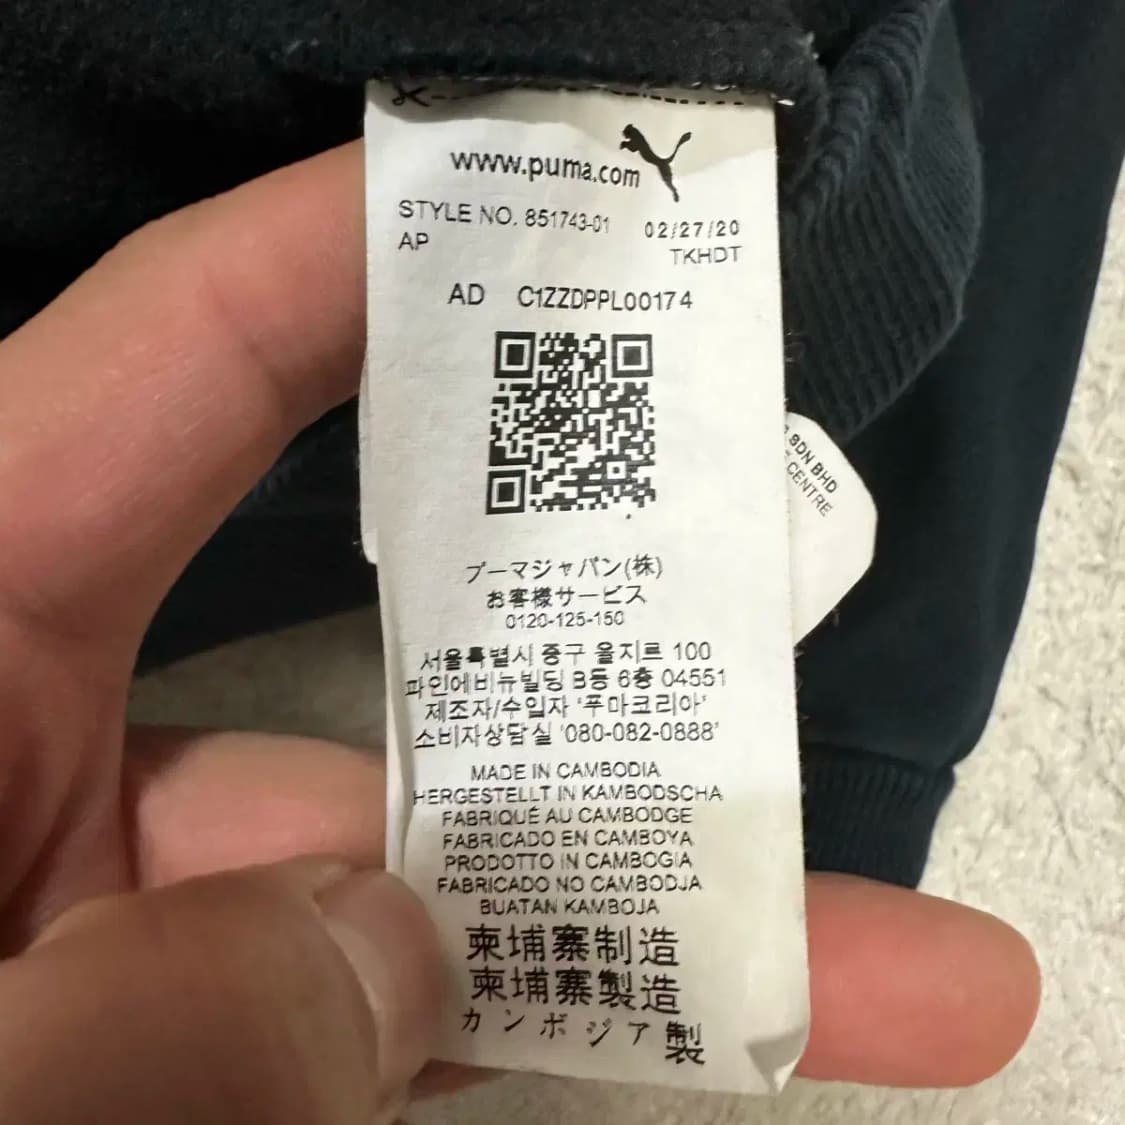 www.puma.com
STYLE NO. 851743-01 02/27/20
AP TKHDT
AD C1ZZDPPL00174
プーマジャパン(株)
お客様サービス
0120-125-150
서울특별시 중구 을지로 100
파인에비뉴빌딩 B동 6층 04551
제조자/수입자 '푸마코리아'
소비자상담실 '080-082-0888'
MADE IN CAMBODIA
HERGESTELLT IN KAMBODSCHA
FABRIQUÉ AU CAMBODGE
FABRICADO EN CAMBOYA
PRODOTTO IN CAMBOGIA
FABRICADO NO CAMBODJA
BUATAN KAMBOJA
柬埔寨制造
柬埔寨製造
カンボジア製
SDN BHD
CENTRE